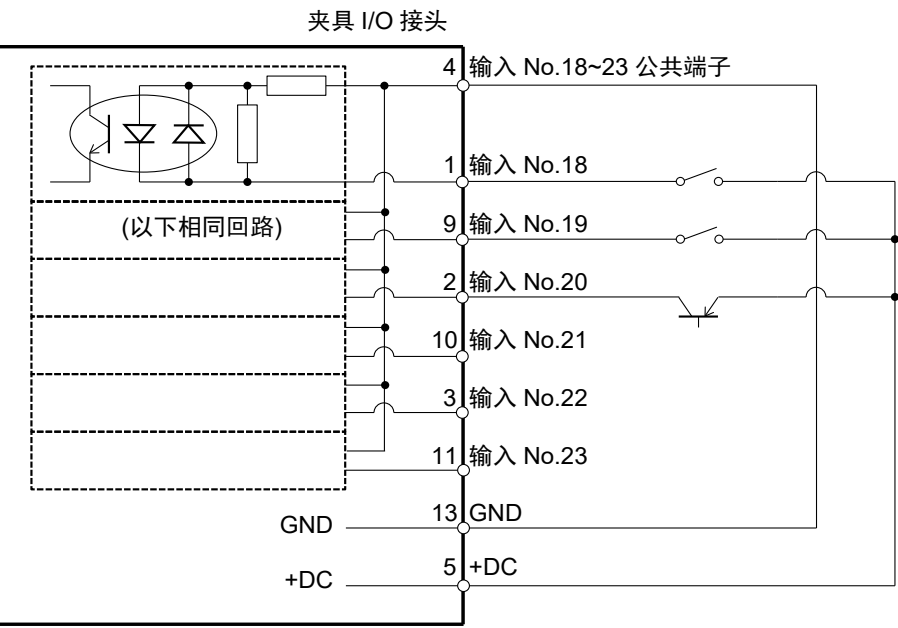 夹具 I/O 接头
4 输入 No.18~23 公共端子
1 输入 No.18
(以下相同回路) 9 输入 No.19
2 输入 No.20
10 输入 No.21
3 输入 No.22
11 输入 No.23
GND 13 GND
+DC 5 +DC